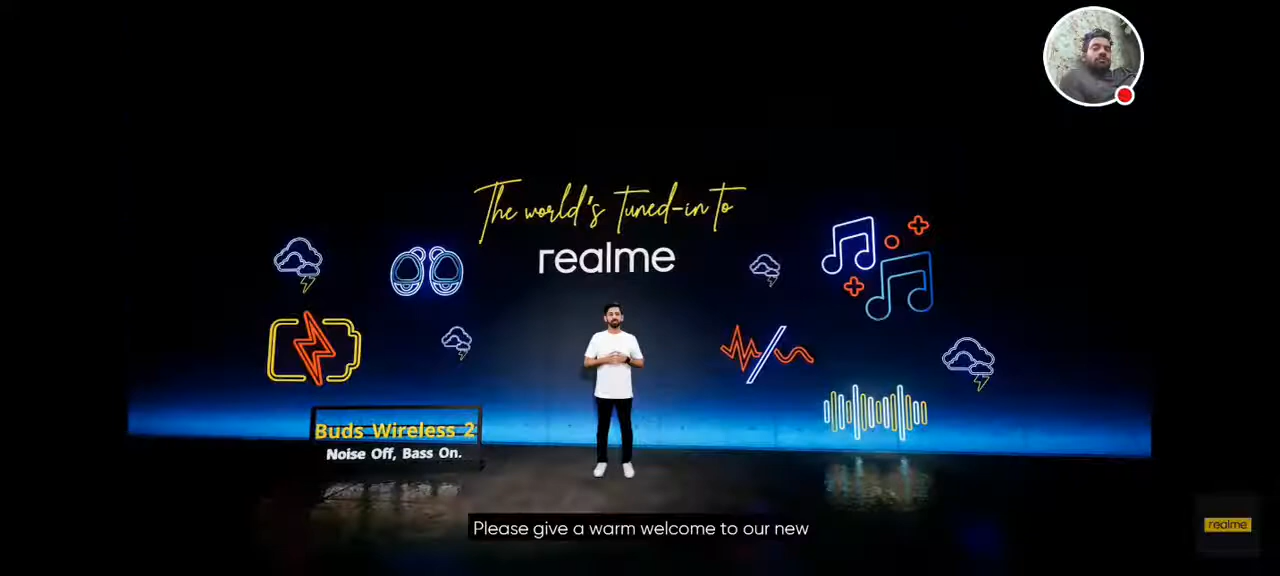 The world's tuned-in to
realme
Buds Wireless 2
Noise Off, Bass On.
Please give a warm welcome to our new
realme